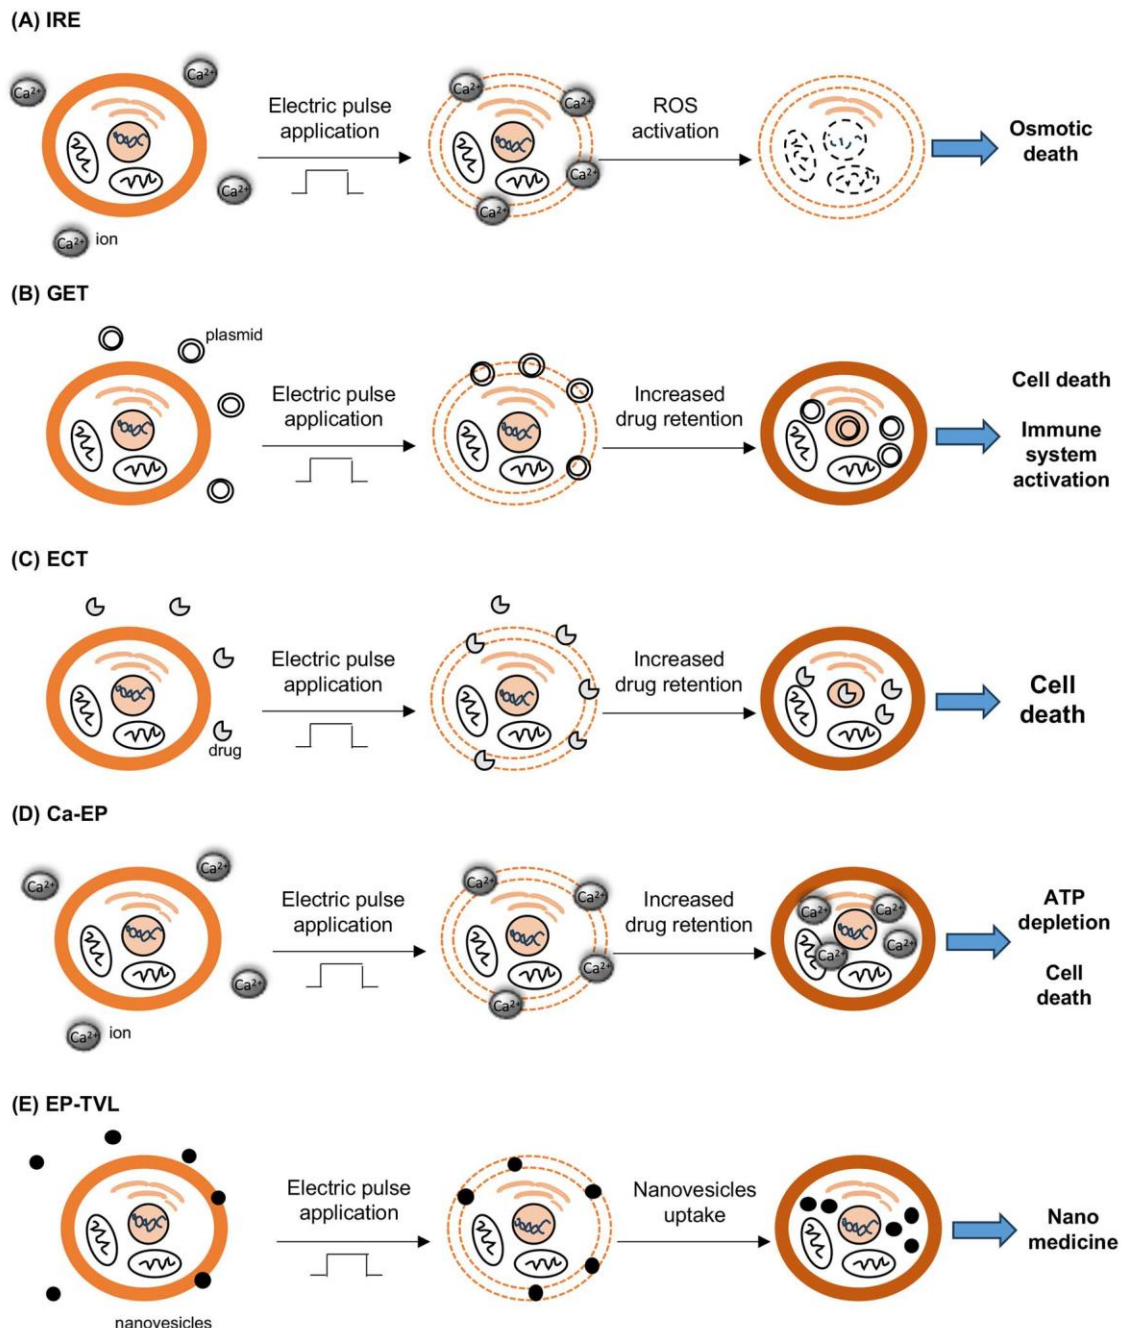 (A) IRE
Ca²⁺
Ca²⁺
Ca²⁺
Ca²⁺ ion
Electric pulse
application
Ca²⁺
Ca²⁺
Ca²⁺
Ca²⁺
ROS
activation
Osmotic
death
(B) GET
plasmid
Electric pulse
application
Increased
drug retention
Cell death
Immune
system
activation
(C) ECT
drug
Electric pulse
application
Increased
drug retention
Cell
death
(D) Ca-EP
Ca²⁺
Ca²⁺
Ca²⁺
Ca²⁺ ion
Electric pulse
application
Ca²⁺
Ca²⁺
Ca²⁺
Ca²⁺
Increased
drug retention
Ca²⁺
Ca²⁺
Ca²⁺
Ca²⁺
ATP
depletion
Cell
death
(E) EP-TVL
nanovesicles
Electric pulse
application
Nanovesicles
uptake
Nano
medicine